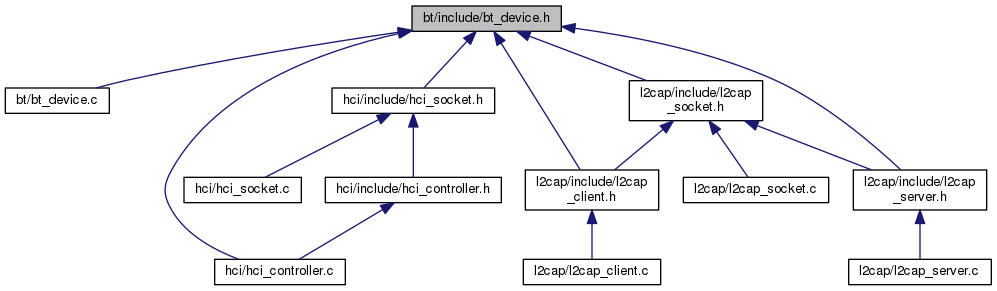 bt/include/bt_device.h
bt/bt_device.c
hci/include/hci_socket.h
l2cap/include/l2cap
_socket.h
hci/hci_socket.c
hci/include/hci_controller.h
l2cap/include/l2cap
_client.h
l2cap/l2cap_socket.c
l2cap/include/l2cap
_server.h
hci/hci_controller.c
l2cap/l2cap_client.c
l2cap/l2cap_server.c